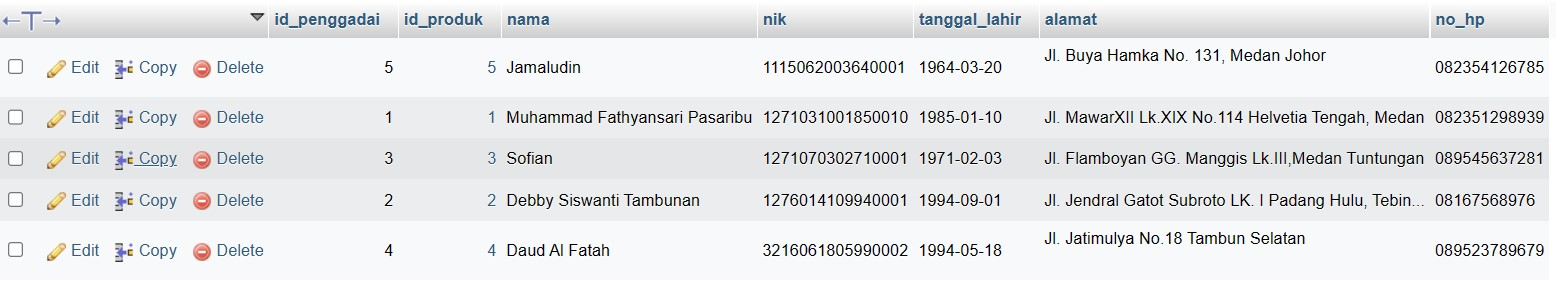 id_penggadai id_produk nama nik tanggal_lahir alamat no_hp
Edit Copy Delete 5 5 Jamaludin 1115062003640001 1964-03-20 Jl. Buya Hamka No. 131, Medan Johor 082354126785
Edit Copy Delete 1 1 Muhammad Fathyansari Pasaribu 1271031001850010 1985-01-10 Jl. MawarXII Lk.XIX No.114 Helvetia Tengah, Medan 082351298939
Edit Copy Delete 3 3 Sofian 1271070302710001 1971-02-03 Jl. Flamboyan GG. Manggis Lk.III,Medan Tuntungan 089545637281
Edit Copy Delete 2 2 Debby Siswanti Tambunan 1276014109940001 1994-09-01 Jl. Jendral Gatot Subroto LK. I Padang Hulu, Tebin... 08167568976
Edit Copy Delete 4 4 Daud Al Fatah 3216061805990002 1994-05-18 Jl. Jatimulya No.18 Tambun Selatan 089523789679